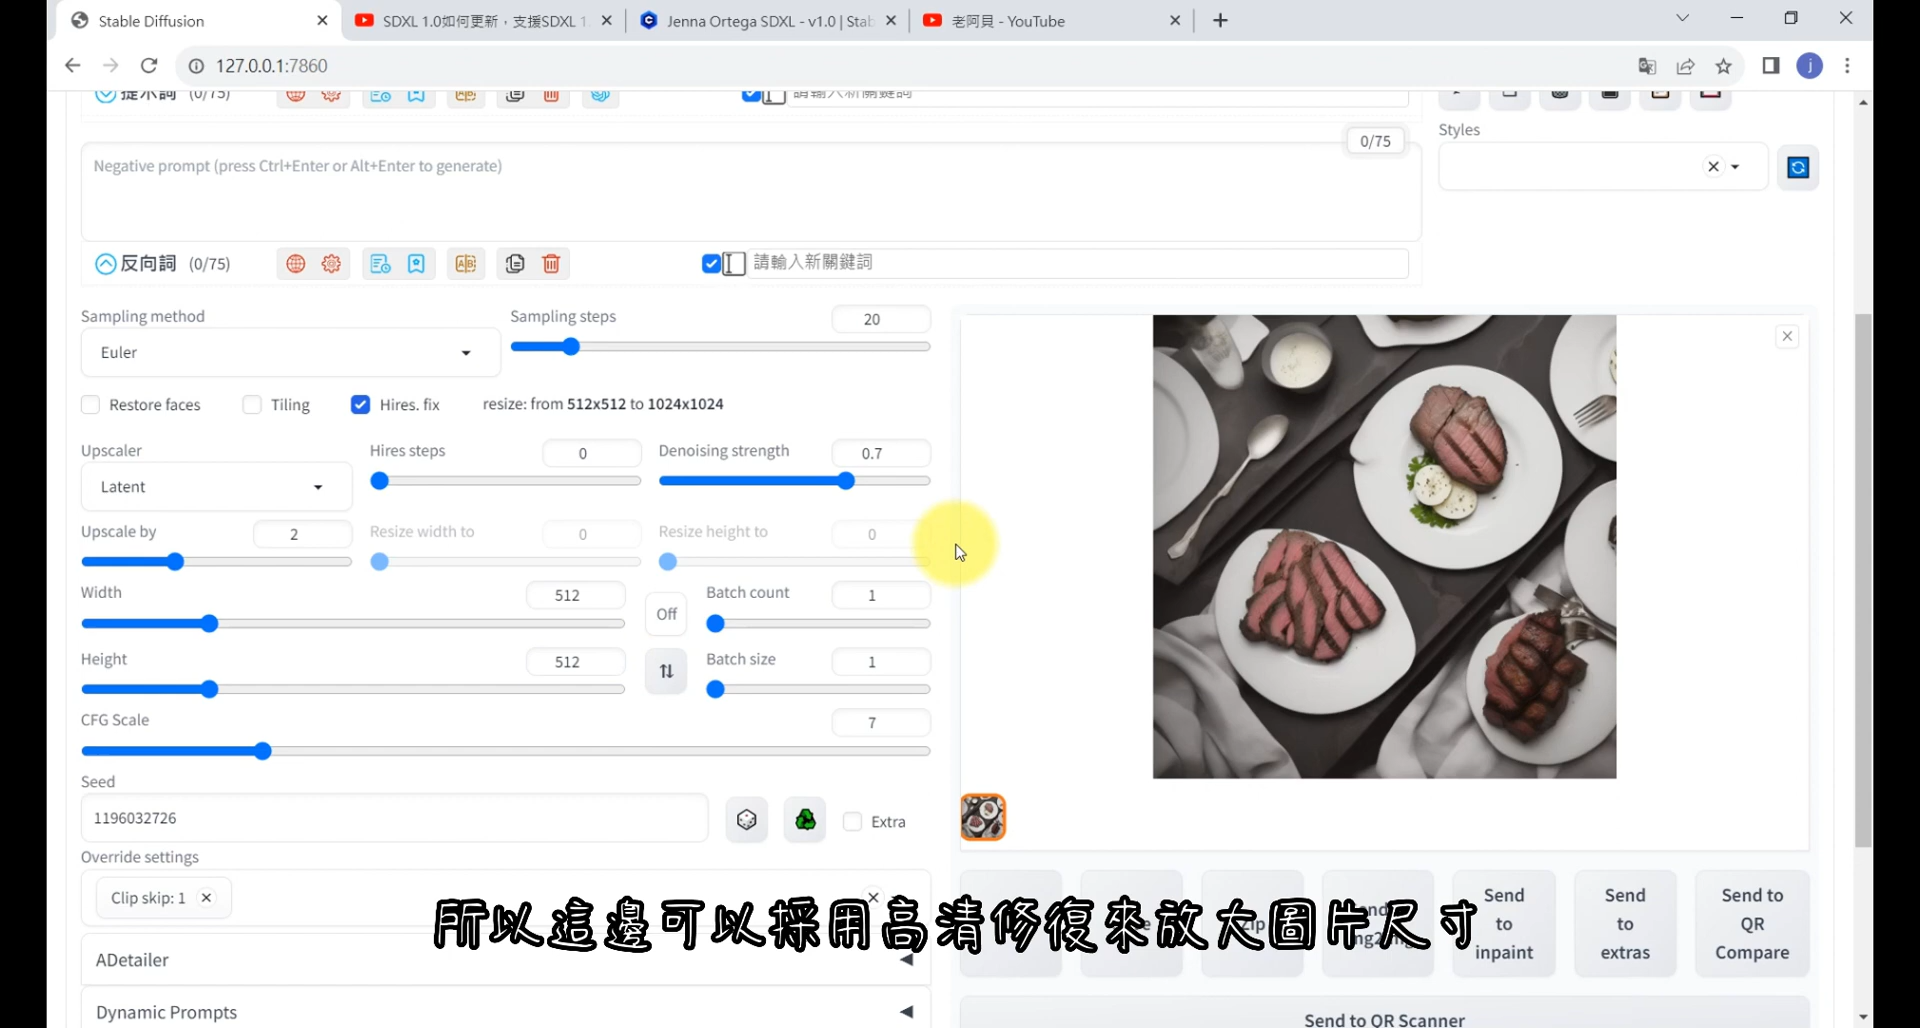 Stable Diffusion
SDXL 1.0如何更新，支援SDXL 1.
Jenna Ortega SDXL - v1.0 | Stab
老阿貝 - YouTube
127.0.0.1:7860
j
提示詞 (0/75)
請輸入新關鍵詞
Styles
0/75
Negative prompt (press Ctrl+Enter or Alt+Enter to generate)
反向詞 (0/75)
請輸入新關鍵詞
Sampling method
Sampling steps
20
Euler
Restore faces
Tiling
Hires. fix
resize: from 512x512 to 1024x1024
Upscaler
Hires steps
0
Denoising strength
0.7
Latent
Upscale by
2
Resize width to
0
Resize height to
0
Width
512
Off
Batch count
1
Height
512
Batch size
1
CFG Scale
7
Seed
1196032726
Extra
Override settings
Clip skip: 1
Send to inpaint
Send to extras
Send to QR Compare
所以這邊可以採用高清修復來放大圖片尺寸
ADetailer
Dynamic Prompts
Send to QR Scanner